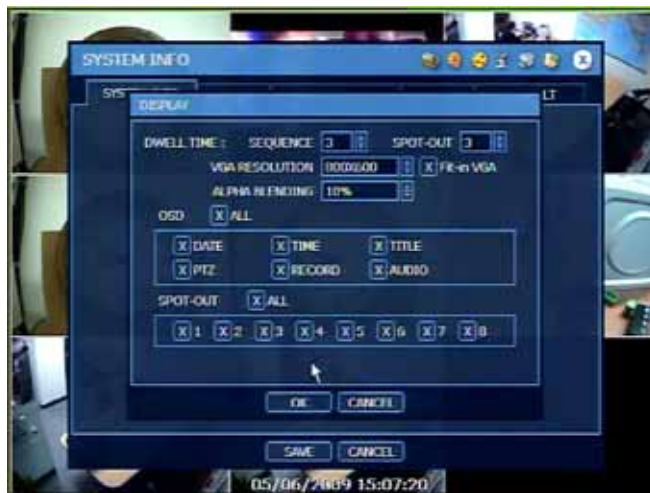 SYSTEM INFO
SYS
LT
DISPLAY
DWELL TIME : SEQUENCE 3 SPOT-OUT 3
VGA RESOLUTION 800X600 X Fit-in VGA
ALPHA BLENDING 10%
OSD X ALL
X DATE X TIME X TITLE
X PTZ X RECORD X AUDIO
SPOT-OUT X ALL
X 1 X 2 X 3 X 4 X 5 X 6 X 7 X 8
OK CANCEL
SAVE CANCEL
05/06/2009 15:07:20